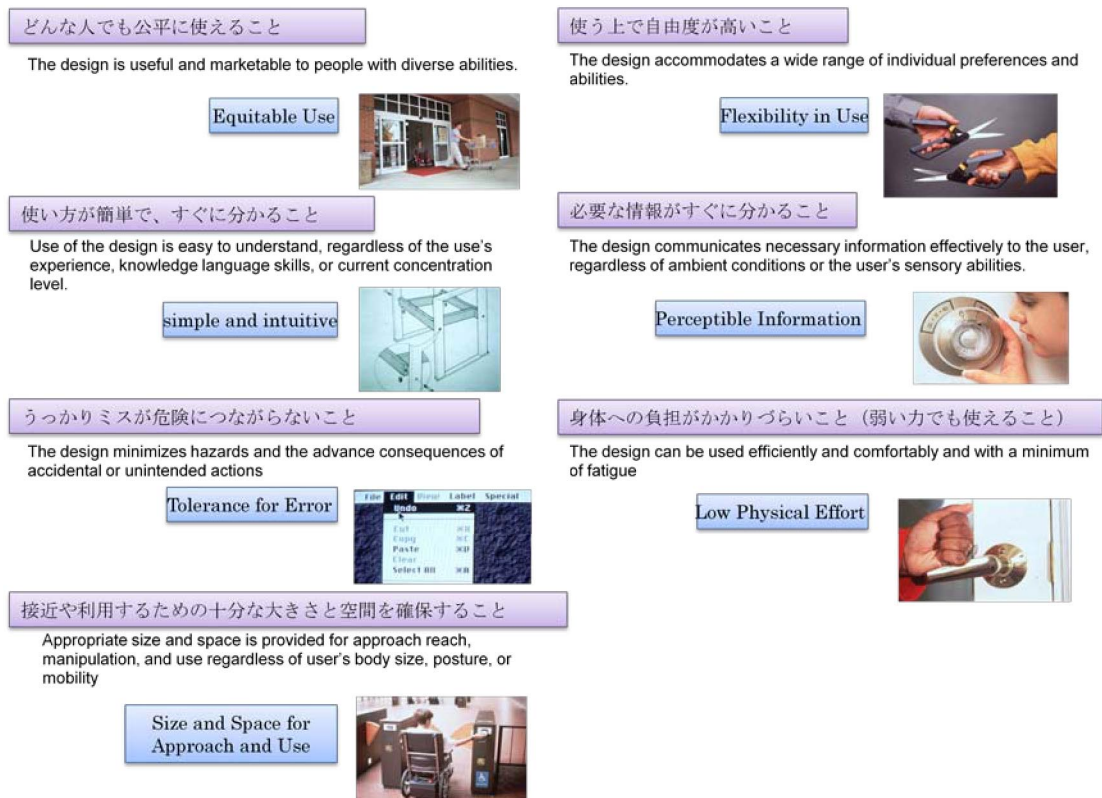 どんな人でも公平に使えること
The design is useful and marketable to people with diverse abilities.
Equitable Use
使う上で自由度が高いこと
The design accommodates a wide range of individual preferences and
abilities.
Flexibility in Use
使い方が簡単で、すぐに分かること
Use of the design is easy to understand, regardless of the use's
experience, knowledge language skills, or current concentration
level.
simple and intuitive
必要な情報がすぐに分かること
The design communicates necessary information effectively to the user,
regardless of ambient conditions or the user's sensory abilities.
Perceptible Information
うっかりミスが危険につながらないこと
The design minimizes hazards and the advance consequences of
accidental or unintended actions
Tolerance for Error
File Edit View Label Special
Undo ⌘Z
Cut ⌘X
Copy ⌘C
Paste ⌘V
Clear
Select All ⌘A
身体への負担がかかりづらいこと（弱い力でも使えること）
The design can be used efficiently and comfortably and with a minimum
of fatigue
Low Physical Effort
接近や利用するための十分な大きさと空間を確保すること
Appropriate size and space is provided for approach reach,
manipulation, and use regardless of user's body size, posture, or
mobility
Size and Space for
Approach and Use